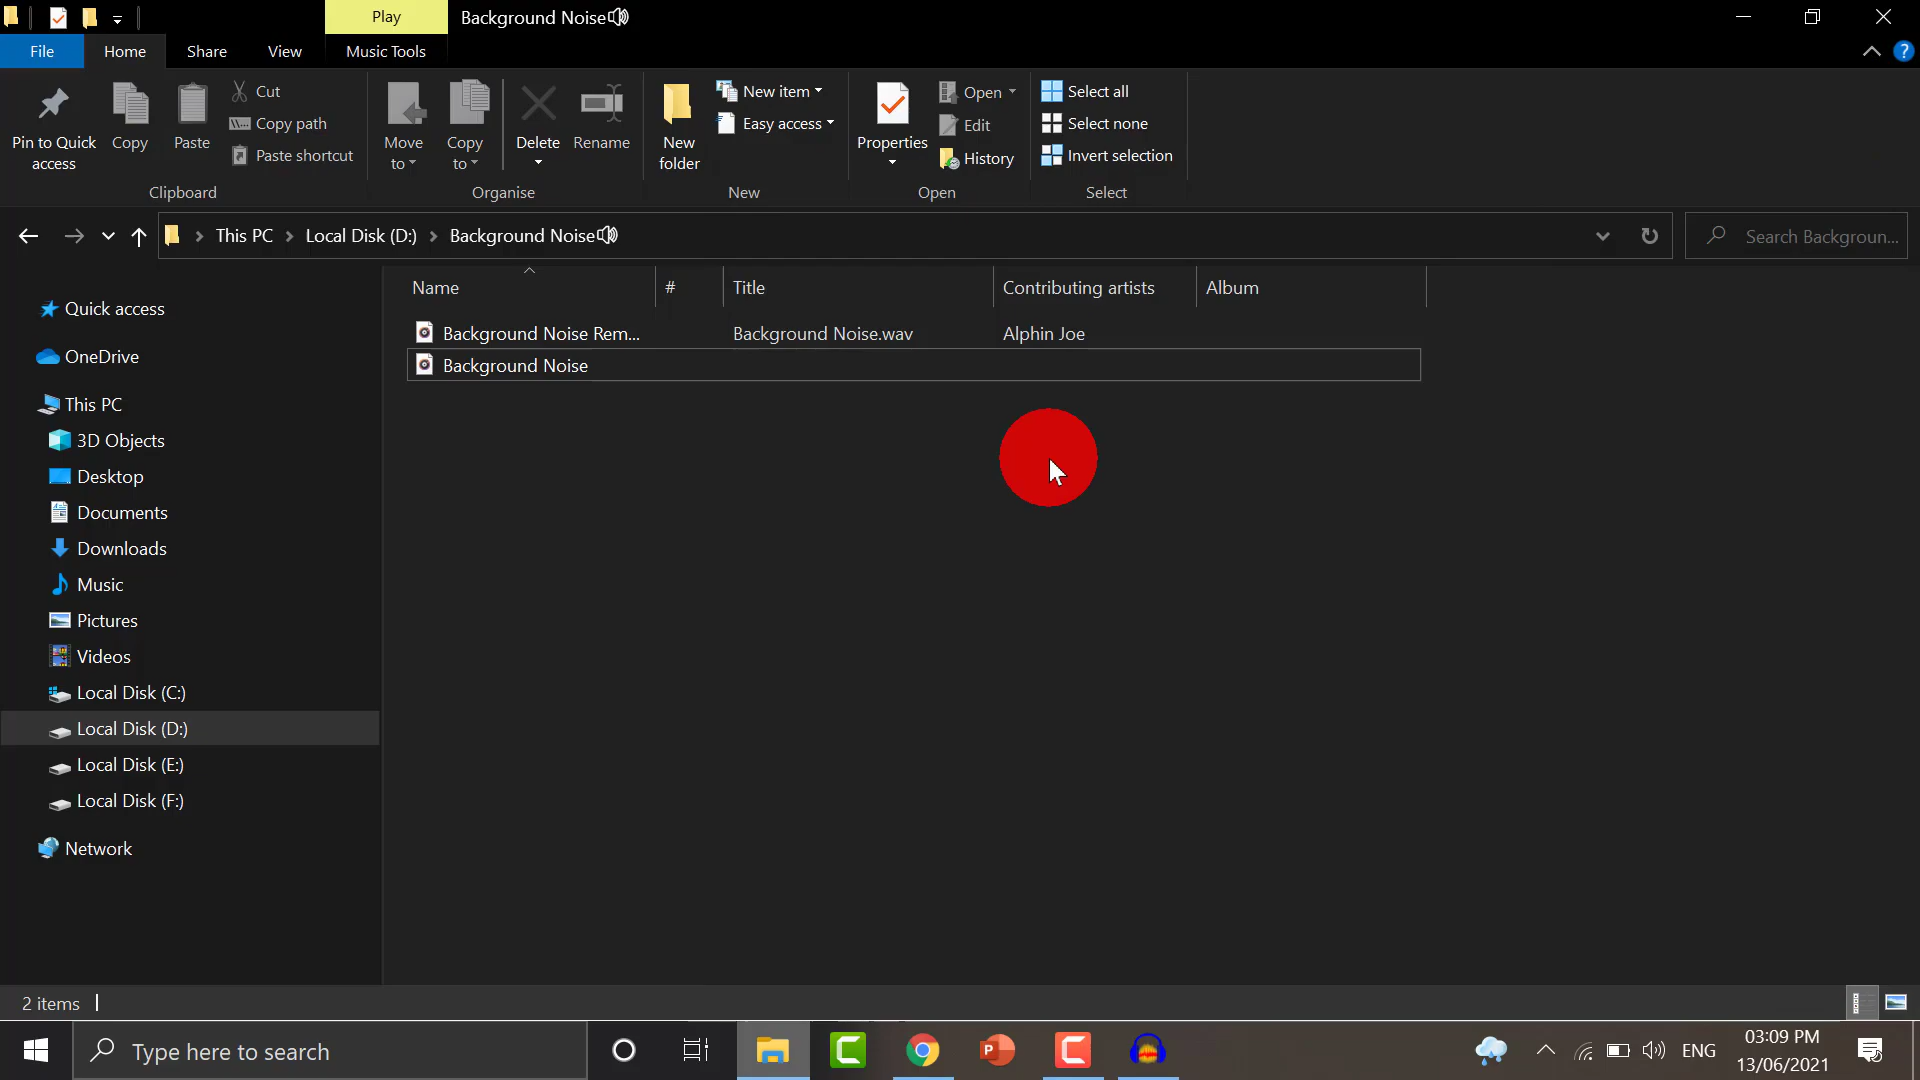 Play
Background Noise
File
Home
Share
View
Music Tools
Pin to Quick access
Copy
Paste
Cut
Copy path
Paste shortcut
Clipboard
Move to
Copy to
Delete
Rename
Organise
New folder
New item
Easy access
New
Properties
Open
Edit
History
Open
Select all
Select none
Invert selection
Select
This PC
Local Disk (D:)
Background Noise
Search Backgroun...
Name
#
Title
Contributing artists
Album
Background Noise Rem...
Background Noise.wav
Alphin Joe
Background Noise
Quick access
OneDrive
This PC
3D Objects
Desktop
Documents
Downloads
Music
Pictures
Videos
Local Disk (C:)
Local Disk (D:)
Local Disk (E:)
Local Disk (F:)
Network
2 items
Type here to search
ENG
03:09 PM
13/06/2021